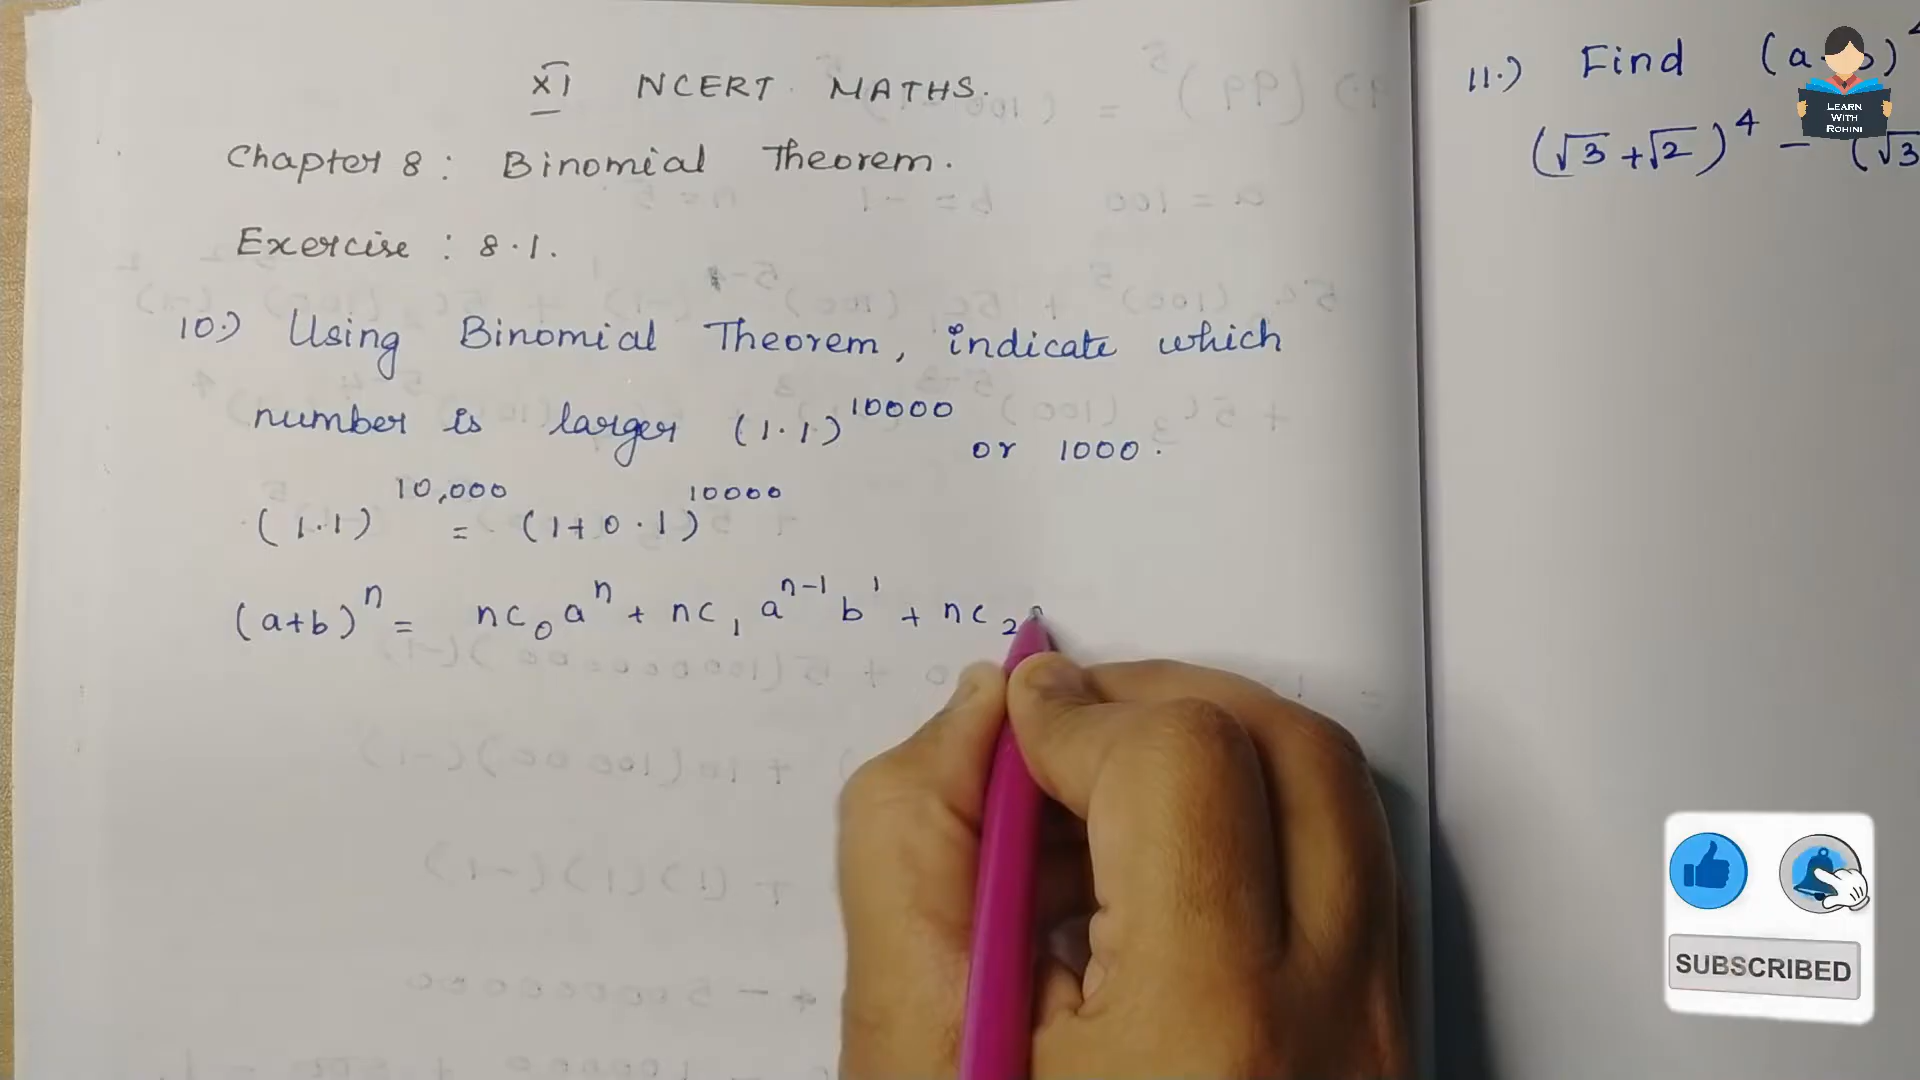 XI NCERT MATHS.
Chapter 8 : Binomial Theorem.
Exercise : 8.1.
10.) Using Binomial Theorem, indicate which
number is larger (1.1)^10000 or 1000.
(1.1)^10,000 = (1+0.1)^10000
(a+b)^n = nc₀ a^n + nc₁ a^n-1 b^1 + nc₂
11.) Find (a
(√3+√2)^4 - (√3
LEARN
WITH
ROHINI
SUBSCRIBED